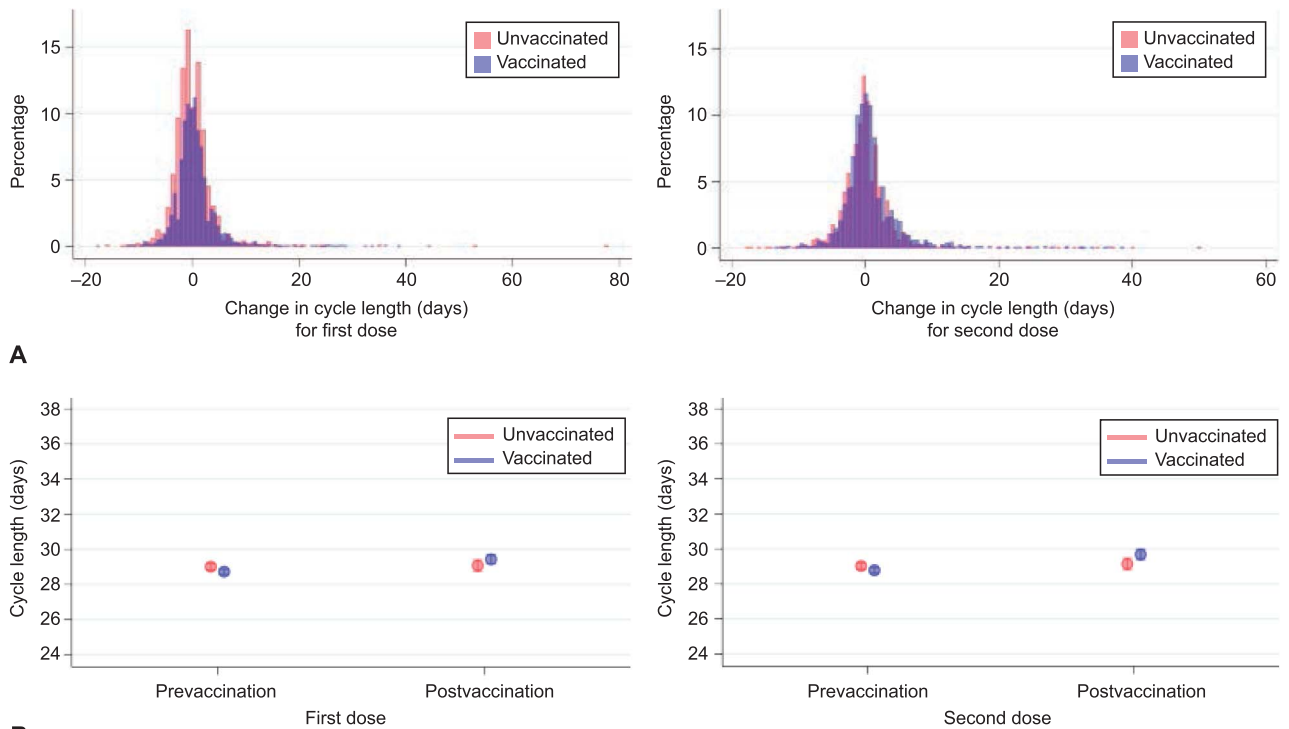 Unvaccinated
Vaccinated
15
10
5
0
Percentage
–20
0
20
40
60
80
Change in cycle length (days)
for first dose
Unvaccinated
Vaccinated
15
10
5
0
Percentage
–20
0
20
40
60
Change in cycle length (days)
for second dose
A
Unvaccinated
Vaccinated
38
36
34
32
30
28
26
24
Cycle length (days)
Prevaccination
Postvaccination
First dose
Unvaccinated
Vaccinated
38
36
34
32
30
28
26
24
Cycle length (days)
Prevaccination
Postvaccination
Second dose